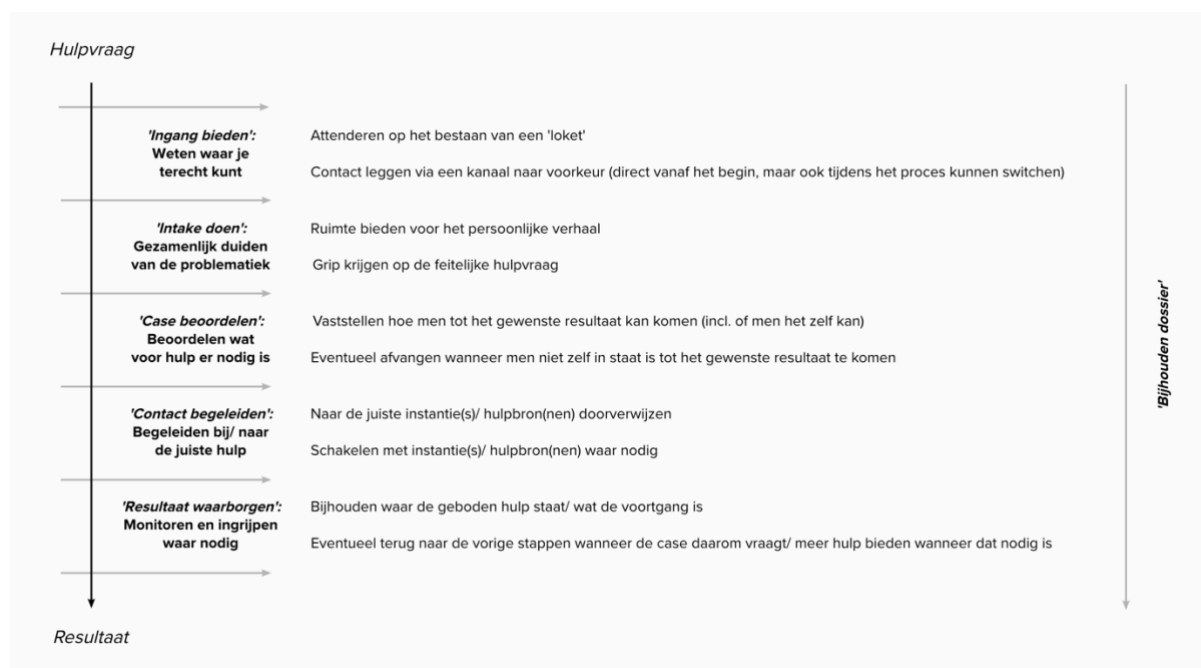 Hulpvraag
'Ingang bieden':
Weten waar je
terecht kunt
Attenderen op het bestaan van een 'loket'
Contact leggen via een kanaal naar voorkeur (direct vanaf het begin, maar ook tijdens het proces kunnen switchen)
'Intake doen':
Gezamenlijk duiden
van de problematiek
Ruimte bieden voor het persoonlijke verhaal
Grip krijgen op de feitelijke hulpvraag
'Case beoordelen':
Beoordelen wat
voor hulp er nodig is
Vaststellen hoe men tot het gewenste resultaat kan komen (incl. of men het zelf kan)
Eventueel afvangen wanneer men niet zelf in staat is tot het gewenste resultaat te komen
'Contact begeleiden':
Begeleiden bij/ naar
de juiste hulp
Naar de juiste instantie(s)/ hulpbron(nen) doorverwijzen
Schakelen met instantie(s)/ hulpbron(nen) waar nodig
'Resultaat waarborgen':
Monitoren en ingrijpen
waar nodig
Bijhouden waar de geboden hulp staat/ wat de voortgang is
Eventueel terug naar de vorige stappen wanneer de case daarom vraagt/ meer hulp bieden wanneer dat nodig is
Resultaat
'Bijhouden dossier'